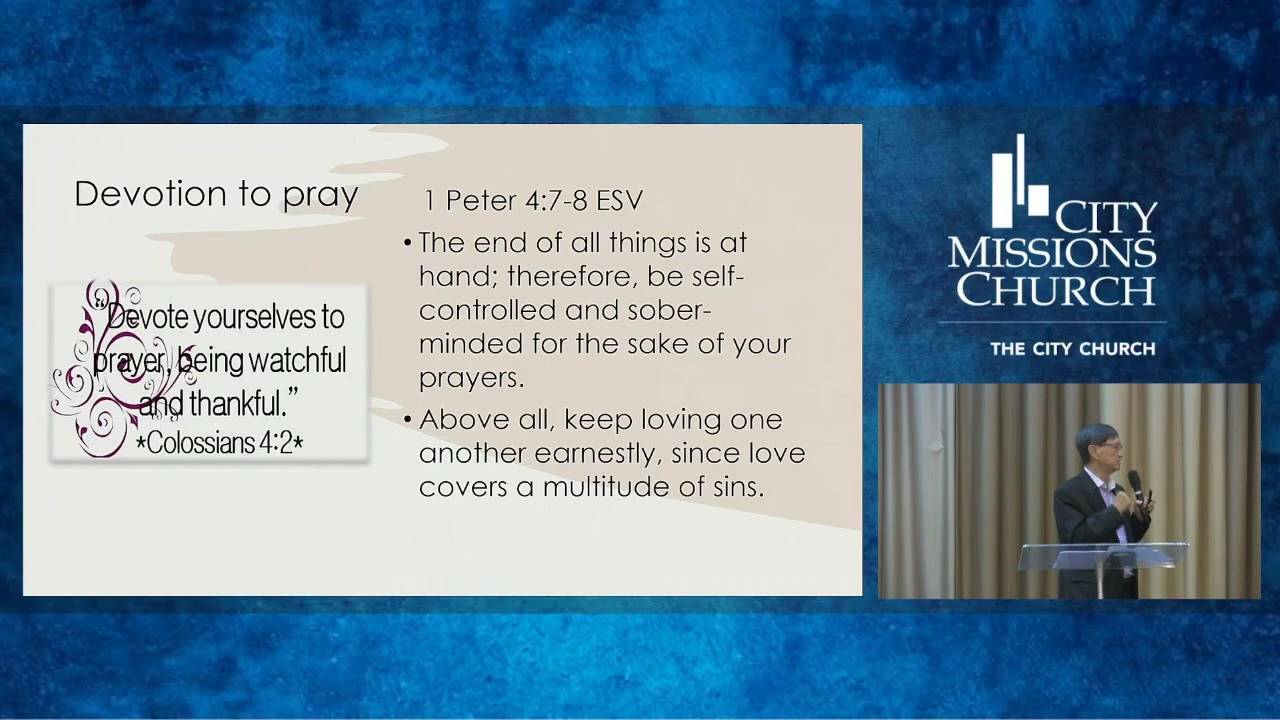 Devotion to pray
“Devote yourselves to
prayer, being watchful
and thankful.”
*Colossians 4:2*
1 Peter 4:7-8 ESV
• The end of all things is at
hand; therefore, be self-
controlled and sober-
minded for the sake of your
prayers.
• Above all, keep loving one
another earnestly, since love
covers a multitude of sins.
CITY
MISSIONS
CHURCH
THE CITY CHURCH